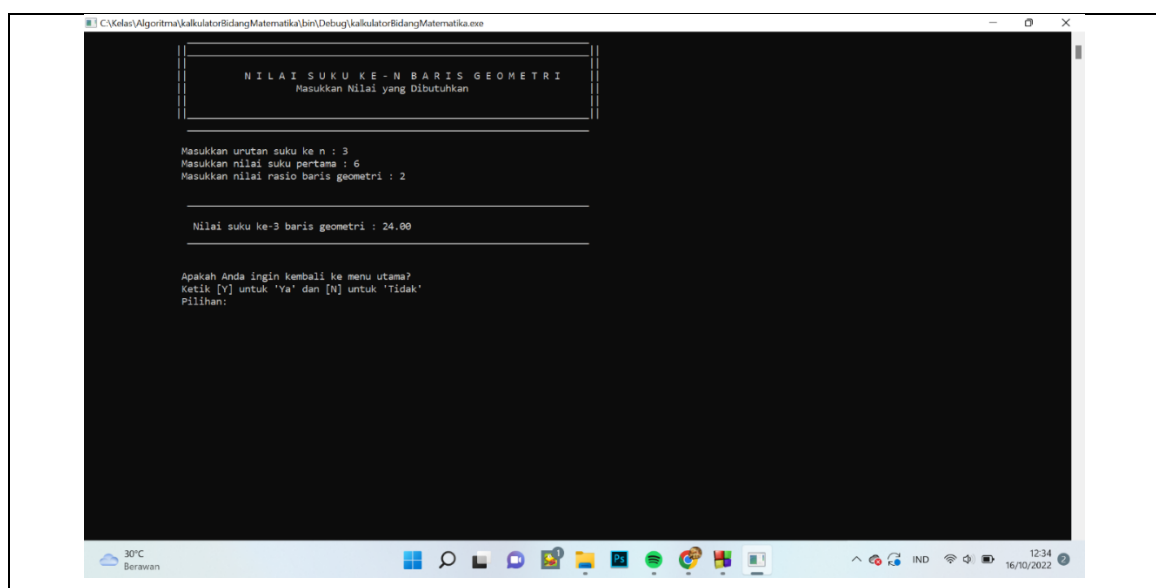 C:\Kelas\Algoritma\kalkulatorBidangMatematika\bin\Debug\kalkulatorBidangMatematika.exe
N I L A I  S U K U  K E - N  B A R I S  G E O M E T R I
Masukkan Nilai yang Dibutuhkan
Masukkan urutan suku ke n : 3
Masukkan nilai suku pertama : 6
Masukkan nilai rasio baris geometri : 2
Nilai suku ke-3 baris geometri : 24.00
Apakah Anda ingin kembali ke menu utama?
Ketik [Y] untuk 'Ya' dan [N] untuk 'Tidak'
Pilihan:
30°C
Berawan
Ps
IND
12:34
16/10/2022
2